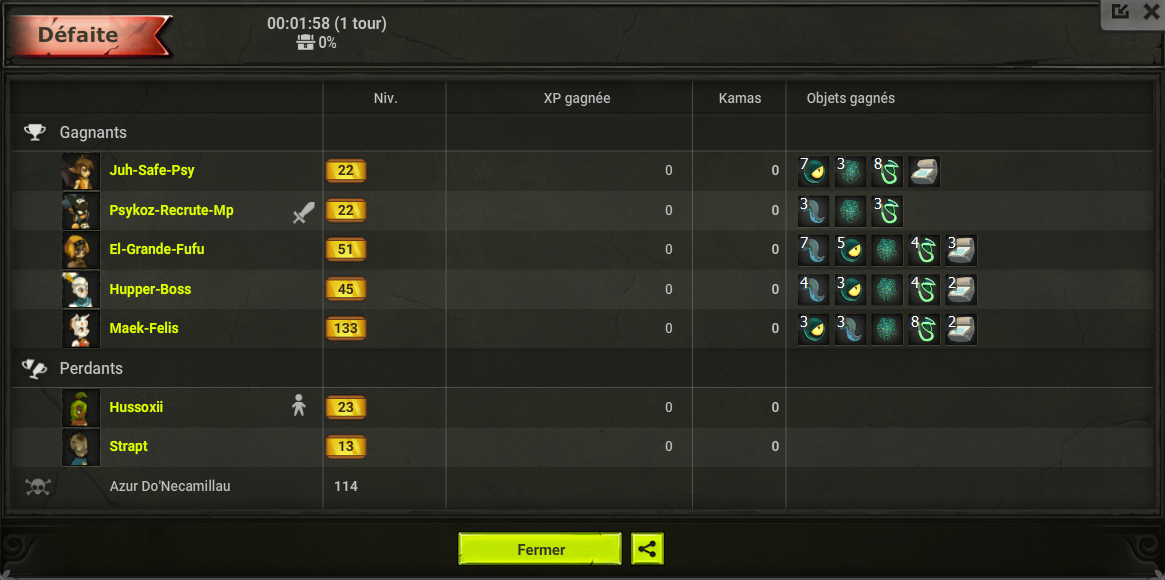 Défaite
00:01:58 (1 tour)
0%
Niv. XP gagnée Kamas Objets gagnés
Gagnants
Juh-Safe-Psy 22 0 0 7 3 8
Psykoz-Recrute-Mp 22 0 0 3 3
El-Grande-Fufu 51 0 0 7 5 4 3
Hupper-Boss 45 0 0 4 3 4 2
Maek-Felis 133 0 0 3 3 8 2
Perdants
Hussoxii 23 0 0
Strapt 13 0 0
Azur Do'Necamillau 114
Fermer